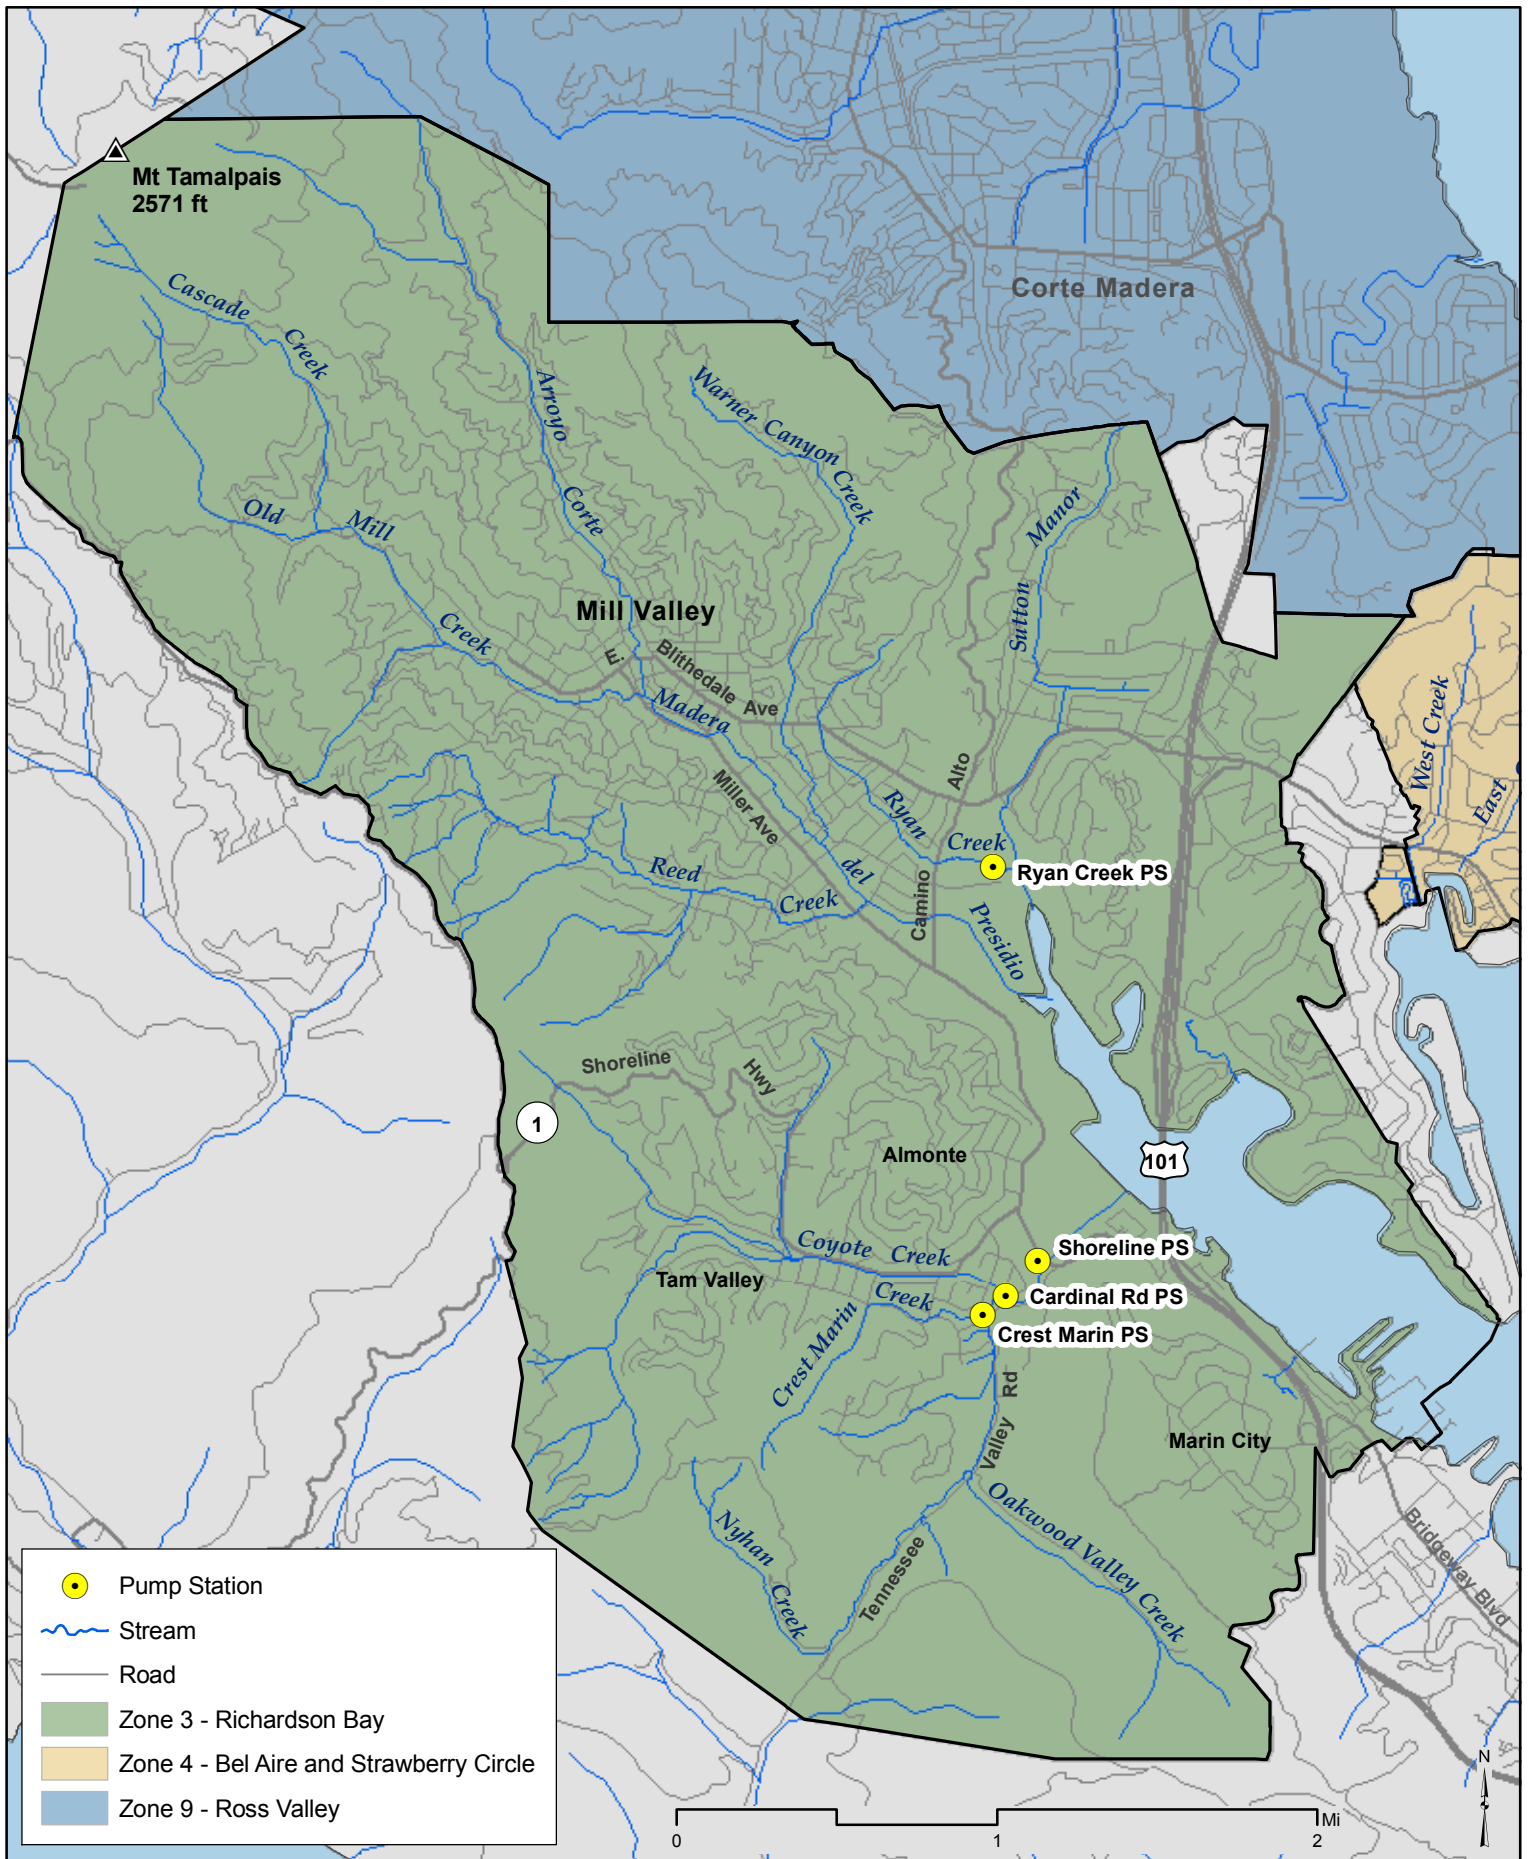 Mt Tamalpais
2571 ft
Corte Madera
Cascade Creek
Arroyo Corte Madera del Presidio
Warner Canyon Creek
Old Mill Creek
Sutton Manor
Mill Valley
E. Blithedale Ave
Miller Ave
Camino Alto
Ryan Creek
Ryan Creek PS
West Creek
East
Reed Creek
Shoreline Hwy
1
101
Almonte
Shoreline PS
Coyote Creek
Tam Valley
Cardinal Rd PS
Crest Marin Creek
Crest Marin PS
Tennessee Valley Rd
Marin City
Nyhan Creek
Oakwood Valley Creek
Bridgeway Blvd
Pump Station
Stream
Road
Zone 3 - Richardson Bay
Zone 4 - Bel Aire and Strawberry Circle
Zone 9 - Ross Valley
0 1 2 Mi
N